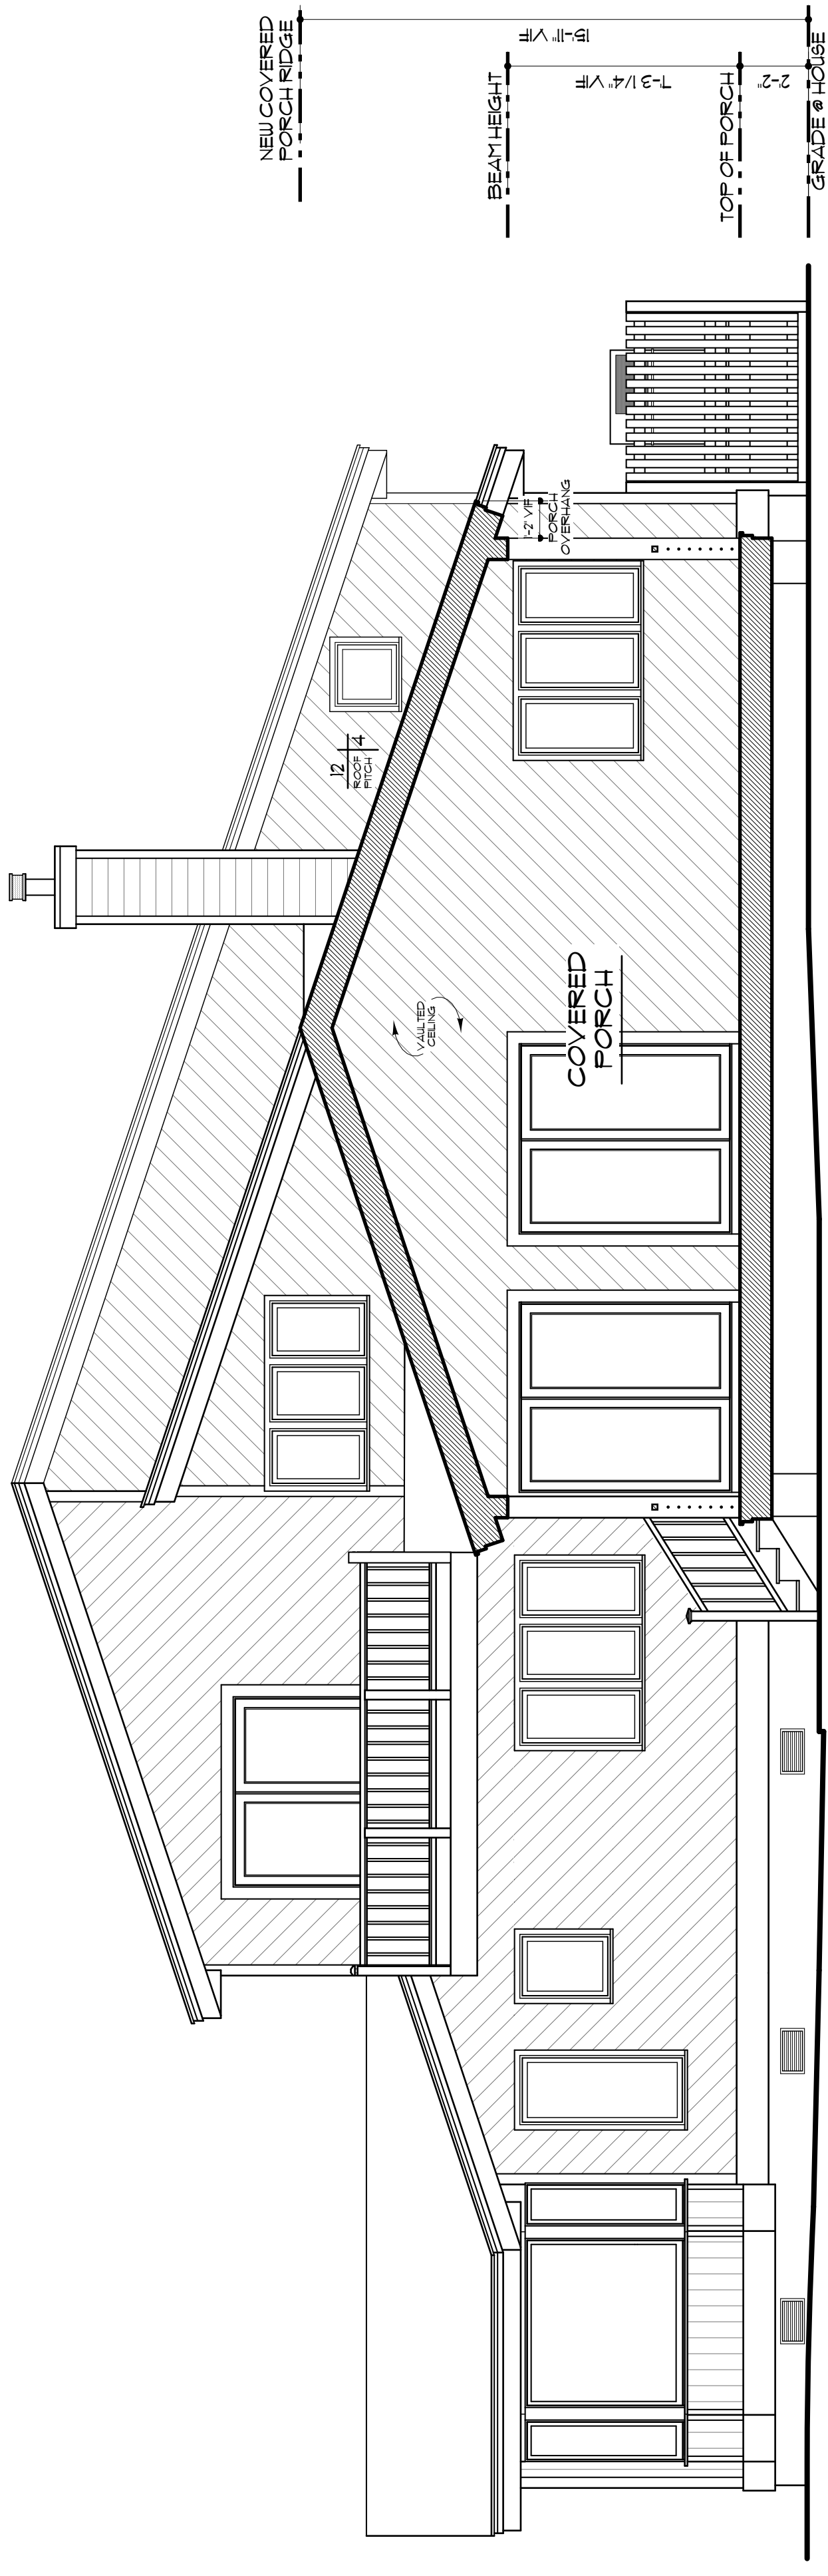 NEW COVERED
PORCH RIDGE
15'-11" VIF
BEAM HEIGHT
7'-3 1/4" VIF
TOP OF PORCH
2'-2"
GRADE @ HOUSE
12
4
ROOF
PITCH
1'-2" VIF
PORCH
OVERHANG
VAULTED
CEILING
COVERED
PORCH